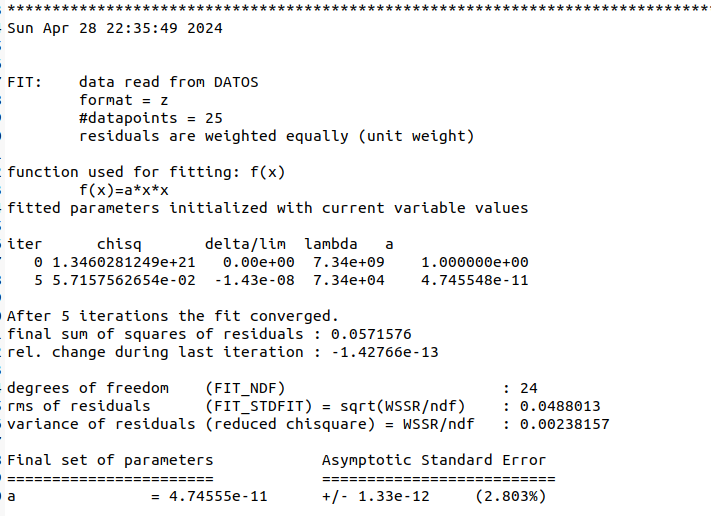 *******************************************************************************
Sun Apr 28 22:35:49 2024
FIT:    data read from DATOS
        format = z
        #datapoints = 25
        residuals are weighted equally (unit weight)
function used for fitting: f(x)
        f(x)=a*x*x
fitted parameters initialized with current variable values
iter      chisq       delta/lim  lambda   a
   0 1.3460281249e+21   0.00e+00  7.34e+09    1.000000e+00
   5 5.7157562654e-02  -1.43e-08  7.34e+04    4.745548e-11
After 5 iterations the fit converged.
final sum of squares of residuals : 0.0571576
rel. change during last iteration : -1.42766e-13
degrees of freedom    (FIT_NDF)                        : 24
rms of residuals      (FIT_STDFIT) = sqrt(WSSR/ndf)    : 0.0488013
variance of residuals (reduced chisquare) = WSSR/ndf   : 0.00238157
Final set of parameters            Asymptotic Standard Error
=======================            ==========================
a               = 4.74555e-11      +/- 1.33e-12     (2.803%)